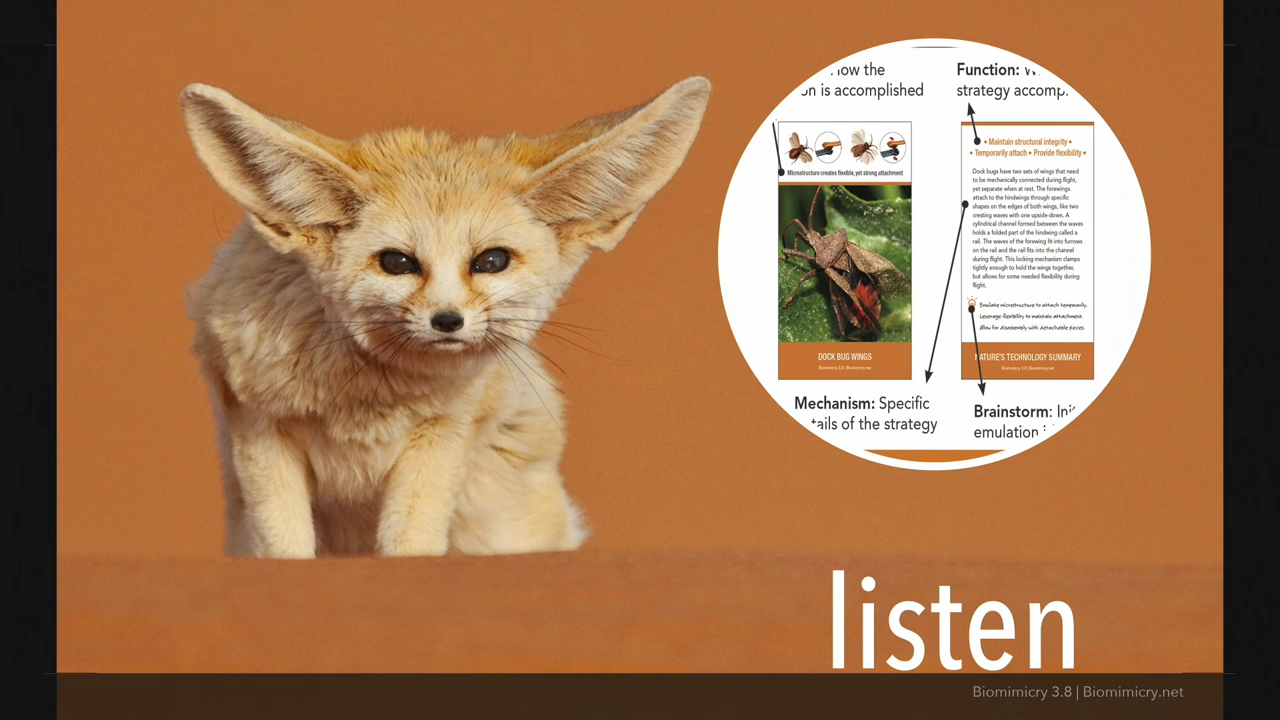 how the
on is accomplished
Function:
strategy accomp
Microstructure creates flexible, yet strong attachment
DOCK BUG WINGS
Biomimicry 3.8 | Biomimicry.net
• Maintain structural integrity •
• Temporarily attach • Provide flexibility •
Dock bugs have two sets of wings that need
to be mechanically connected during flight,
yet separate when at rest. The forewings
attach to the hindwings through specific
shapes on the edges of both wings, like two
cresting waves with one upside-down. A
cylindrical channel formed between the waves
holds a folded part of the hindwing called a
rail. The waves of the forewing fit into furrows
on the rail and the rail fits into the channel
during flight. This locking mechanism clamps
tightly enough to hold the wings together,
but allows for some needed flexibility during
flight.
Emulate microstructure to attach temporarily.
Leverage flexibility to maintain attachment.
Allow for disassembly with detachable pieces.
NATURE'S TECHNOLOGY SUMMARY
Biomimicry 3.8 | Biomimicry.net
Mechanism: Specific
tails of the strategy
Brainstorm: Init
emulation
listen
Biomimicry 3.8 | Biomimicry.net